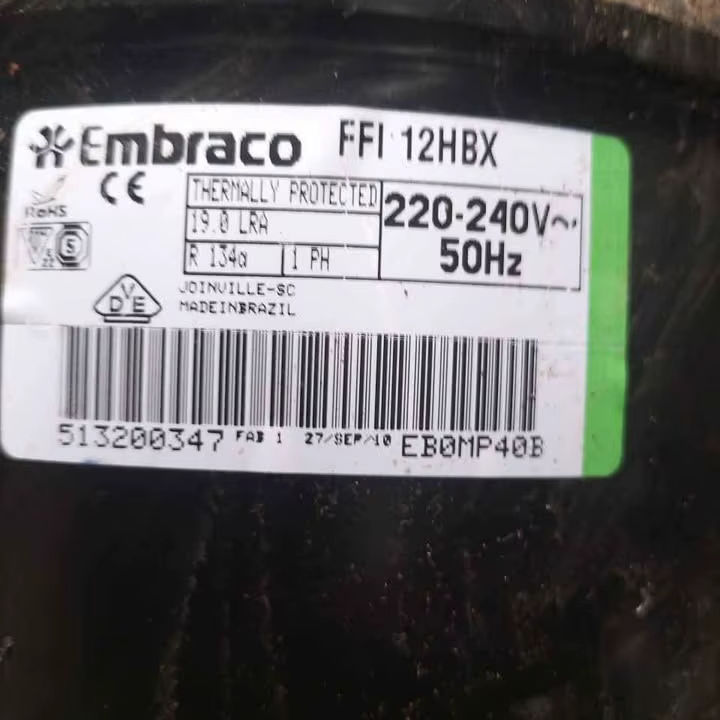 Embraco FFI 12HBX
CE
RoHS
THERMALLY PROTECTED
19.0 LRA
R 134a
1 PH
220-240V~
50Hz
S
DVE
JOINVILLE-SC
MADEINBRAZIL
513200347 FAB 1 27/SEP/10 EB0MP40B